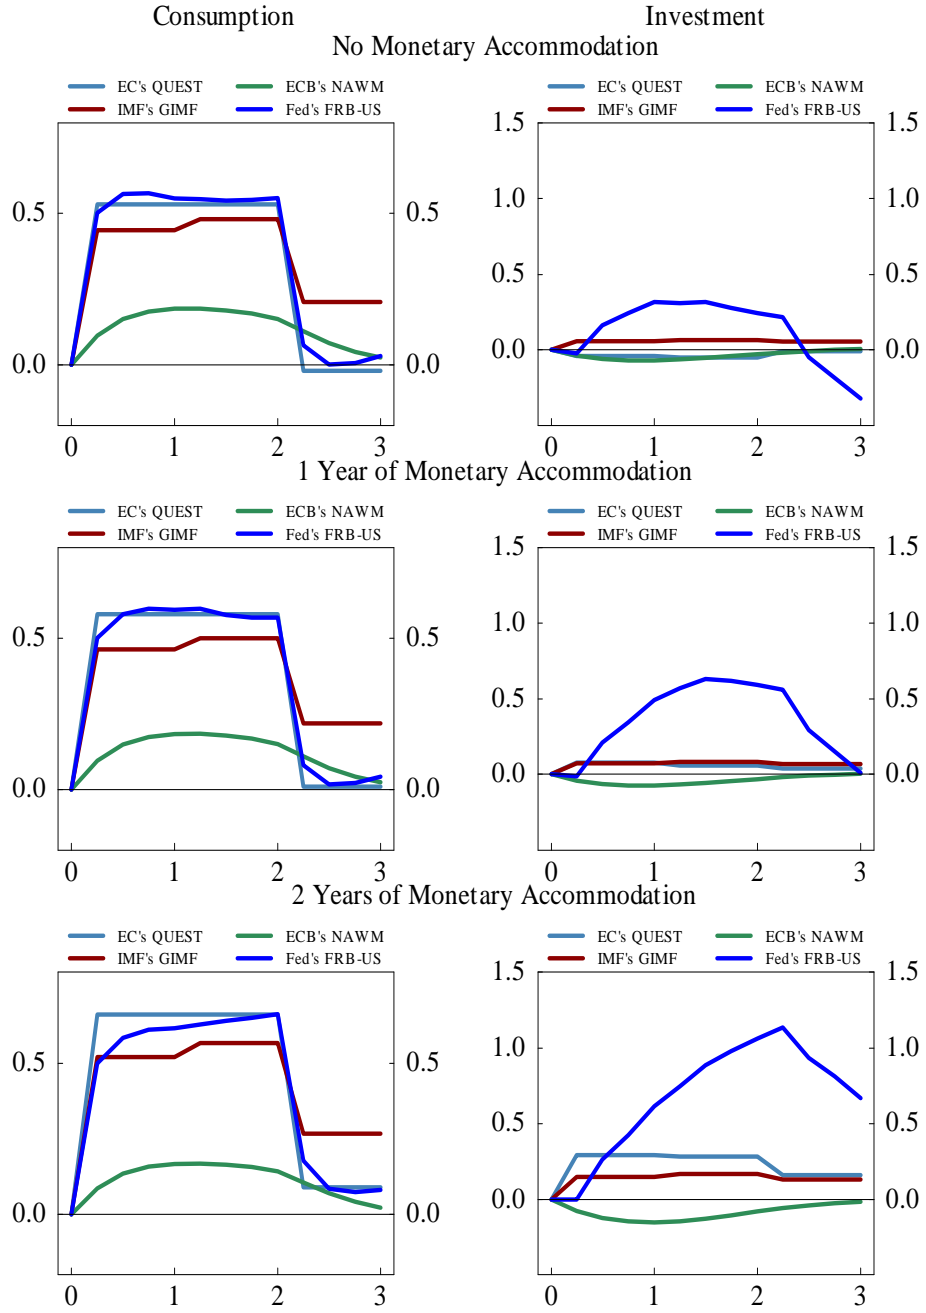 Consumption Investment
No Monetary Accommodation
EC's QUEST ECB's NAWM EC's QUEST ECB's NAWM
IMF's GIMF Fed's FRB-US IMF's GIMF Fed's FRB-US
1.5 1.5
1.0 1.0
0.5 0.5
0.5 0.5
0.0 0.0
0.0 0.0
0 1 2 3 0 1 2 3
1 Year of Monetary Accommodation
EC's QUEST ECB's NAWM EC's QUEST ECB's NAWM
IMF's GIMF Fed's FRB-US IMF's GIMF Fed's FRB-US
1.5 1.5
1.0 1.0
0.5 0.5
0.5 0.5
0.0 0.0
0.0 0.0
0 1 2 3 0 1 2 3
2 Years of Monetary Accommodation
EC's QUEST ECB's NAWM EC's QUEST ECB's NAWM
IMF's GIMF Fed's FRB-US IMF's GIMF Fed's FRB-US
1.5 1.5
1.0 1.0
0.5 0.5
0.5 0.5
0.0 0.0
0.0 0.0
0 1 2 3 0 1 2 3